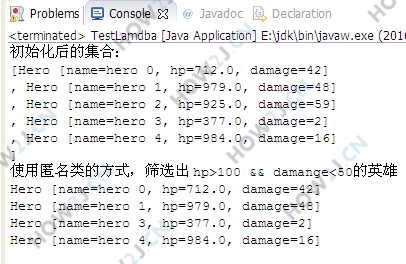 Problems Console Javadoc Declaration
<terminated> TestLamdba [Java Application] E:\jdk\bin\javaw.exe (2016
初始化后的集合：
[Hero [name=hero 0, hp=712.0, damage=42]
, Hero [name=hero 1, hp=979.0, damage=48]
, Hero [name=hero 2, hp=925.0, damage=59]
, Hero [name=hero 3, hp=377.0, damage=2]
, Hero [name=hero 4, hp=984.0, damage=16]
]
使用匿名类的方式，筛选出 hp>100 && damange<50的英雄
Hero [name=hero 0, hp=712.0, damage=42]
Hero [name=hero 1, hp=979.0, damage=48]
Hero [name=hero 3, hp=377.0, damage=2]
Hero [name=hero 4, hp=984.0, damage=16]
HOW2J.CN